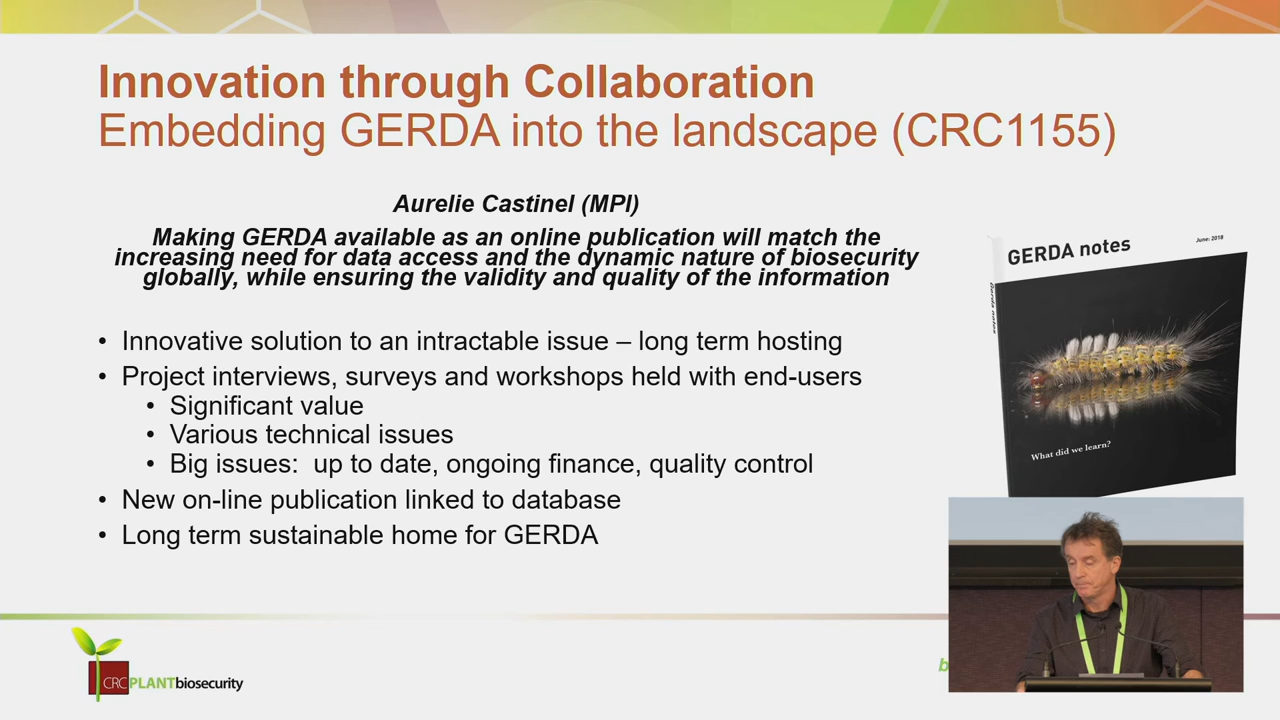 Innovation through Collaboration
Embedding GERDA into the landscape (CRC1155)
Aurelie Castinel (MPI)
Making GERDA available as an online publication will match the
increasing need for data access and the dynamic nature of biosecurity
globally, while ensuring the validity and quality of the information
• Innovative solution to an intractable issue – long term hosting
• Project interviews, surveys and workshops held with end-users
• Significant value
• Various technical issues
• Big issues:  up to date, ongoing finance, quality control
• New on-line publication linked to database
• Long term sustainable home for GERDA
GERDA notes
June: 2018
Gerda notes
What did we learn?
CRCPLANTbiosecurity
b